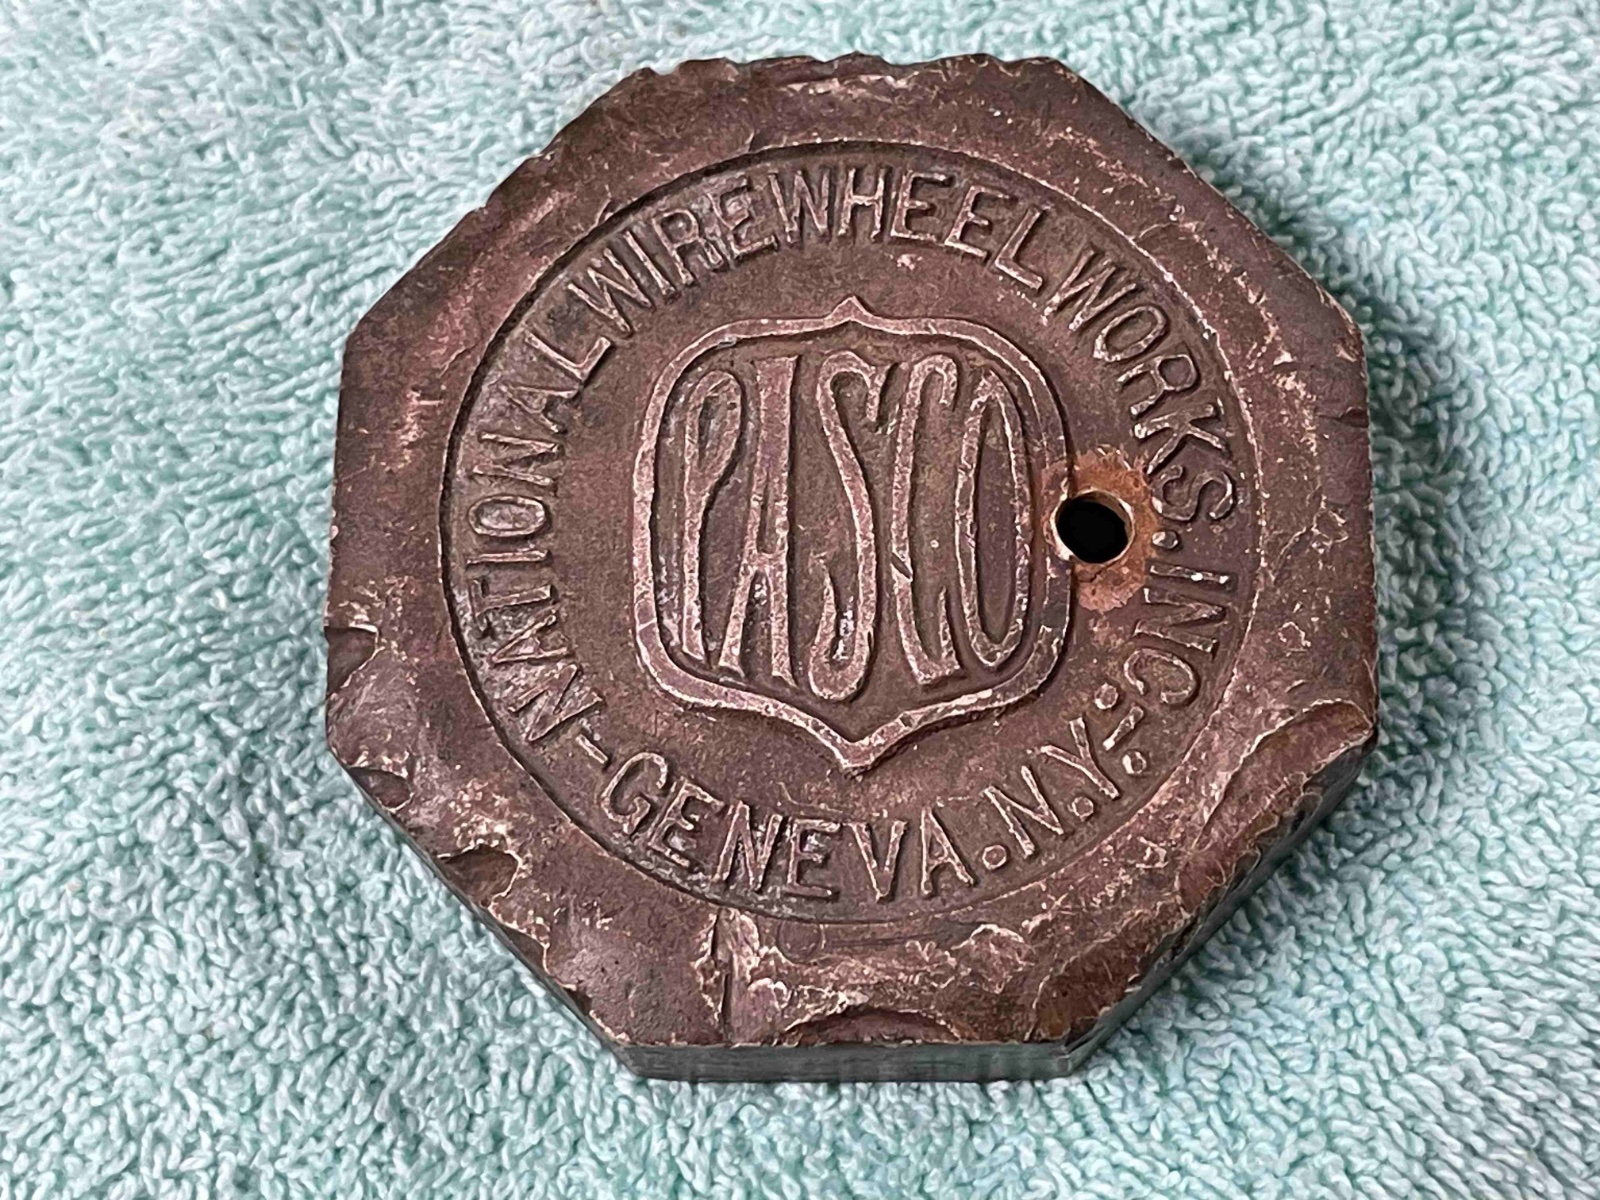 NATIONAL WIRE WHEEL WORKS. INC.
PASCO
-GENEVA.N.Y.-